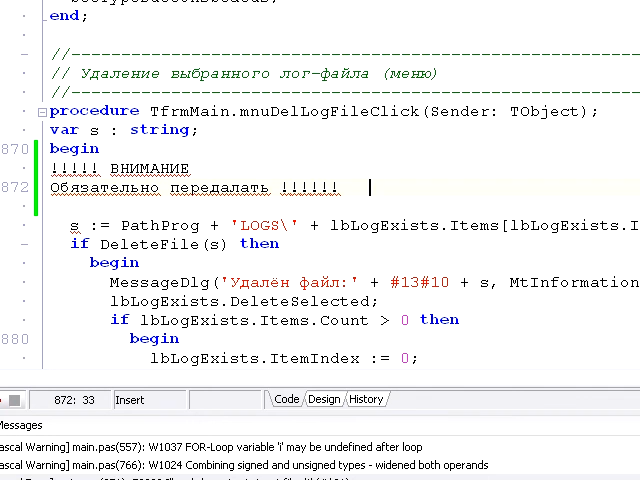 end;
//---------------------------------------------------------
// Удаление выбранного лог-файла (меню)
//---------------------------------------------------------
procedure TfrmMain.mnuDelLogFileClick(Sender: TObject);
var s : string;
870 begin
!!!!! ВНИМАНИЕ
872 Обязательно передалать !!!!!!
s := PathProg + 'LOGS\' + lbLogExists.Items[lbLogExists.I
if DeleteFile(s) then
begin
MessageDlg('Удалён файл:' + #13#10 + s, MtInformation
lbLogExists.DeleteSelected;
if lbLogExists.Items.Count > 0 then
880 begin
lbLogExists.ItemIndex := 0;
872: 33 Insert Code Design History
Messages
ascal Warning] main.pas(557): W1037 FOR-Loop variable 'i' may be undefined after loop
ascal Warning] main.pas(766): W1024 Combining signed and unsigned types - widened both operands